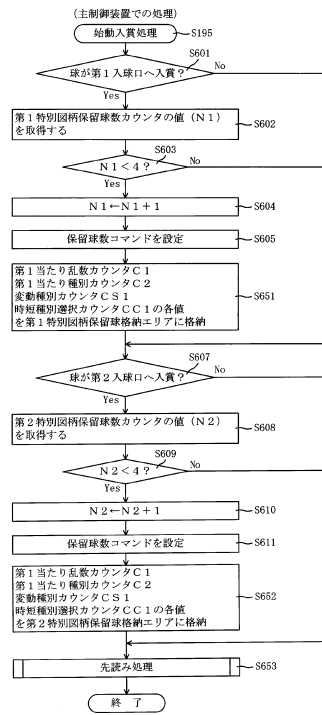 (主制御装置での処理)
始動入賞処理
S195
S601
球が第1入球口へ入賞?
No
Yes
第1特別図柄保留球数カウンタの値(N1)
を取得する
S602
S603
N1<4?
No
Yes
N1←N1+1
S604
保留球数コマンドを設定
S605
第1当たり乱数カウンタC1
第1当たり種別カウンタC2
変動種別カウンタCS1
時短種別選択カウンタCC1の各値
を第1特別図柄保留球格納エリアに格納
S651
S607
球が第2入球口へ入賞?
No
Yes
第2特別図柄保留球数カウンタの値(N2)
を取得する
S608
S609
N2<4?
No
Yes
N2←N2+1
S610
保留球数コマンドを設定
S611
第1当たり乱数カウンタC1
第1当たり種別カウンタC2
変動種別カウンタCS1
時短種別選択カウンタCC1の各値
を第2特別図柄保留球格納エリアに格納
S652
先読み処理
S653
終了